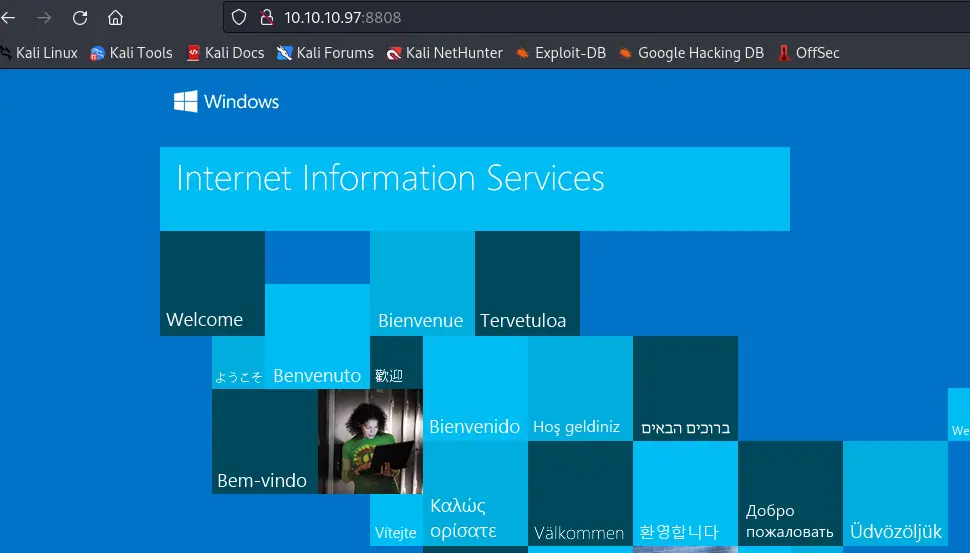 10.10.10.97:8808
Kali Linux Kali Tools Kali Docs Kali Forums Kali NetHunter Exploit-DB Google Hacking DB OffSec
Windows
Internet Information Services
Welcome
Bienvenue
Tervetuloa
ようこそ
Benvenuto
歡迎
Bienvenido
Hoş geldiniz
ברוכים הבאים
We
Bem-vindo
Vítejte
Καλώς
ορίσατε
Välkommen
환영합니다
Добро
пожаловать
Üdvözöljük